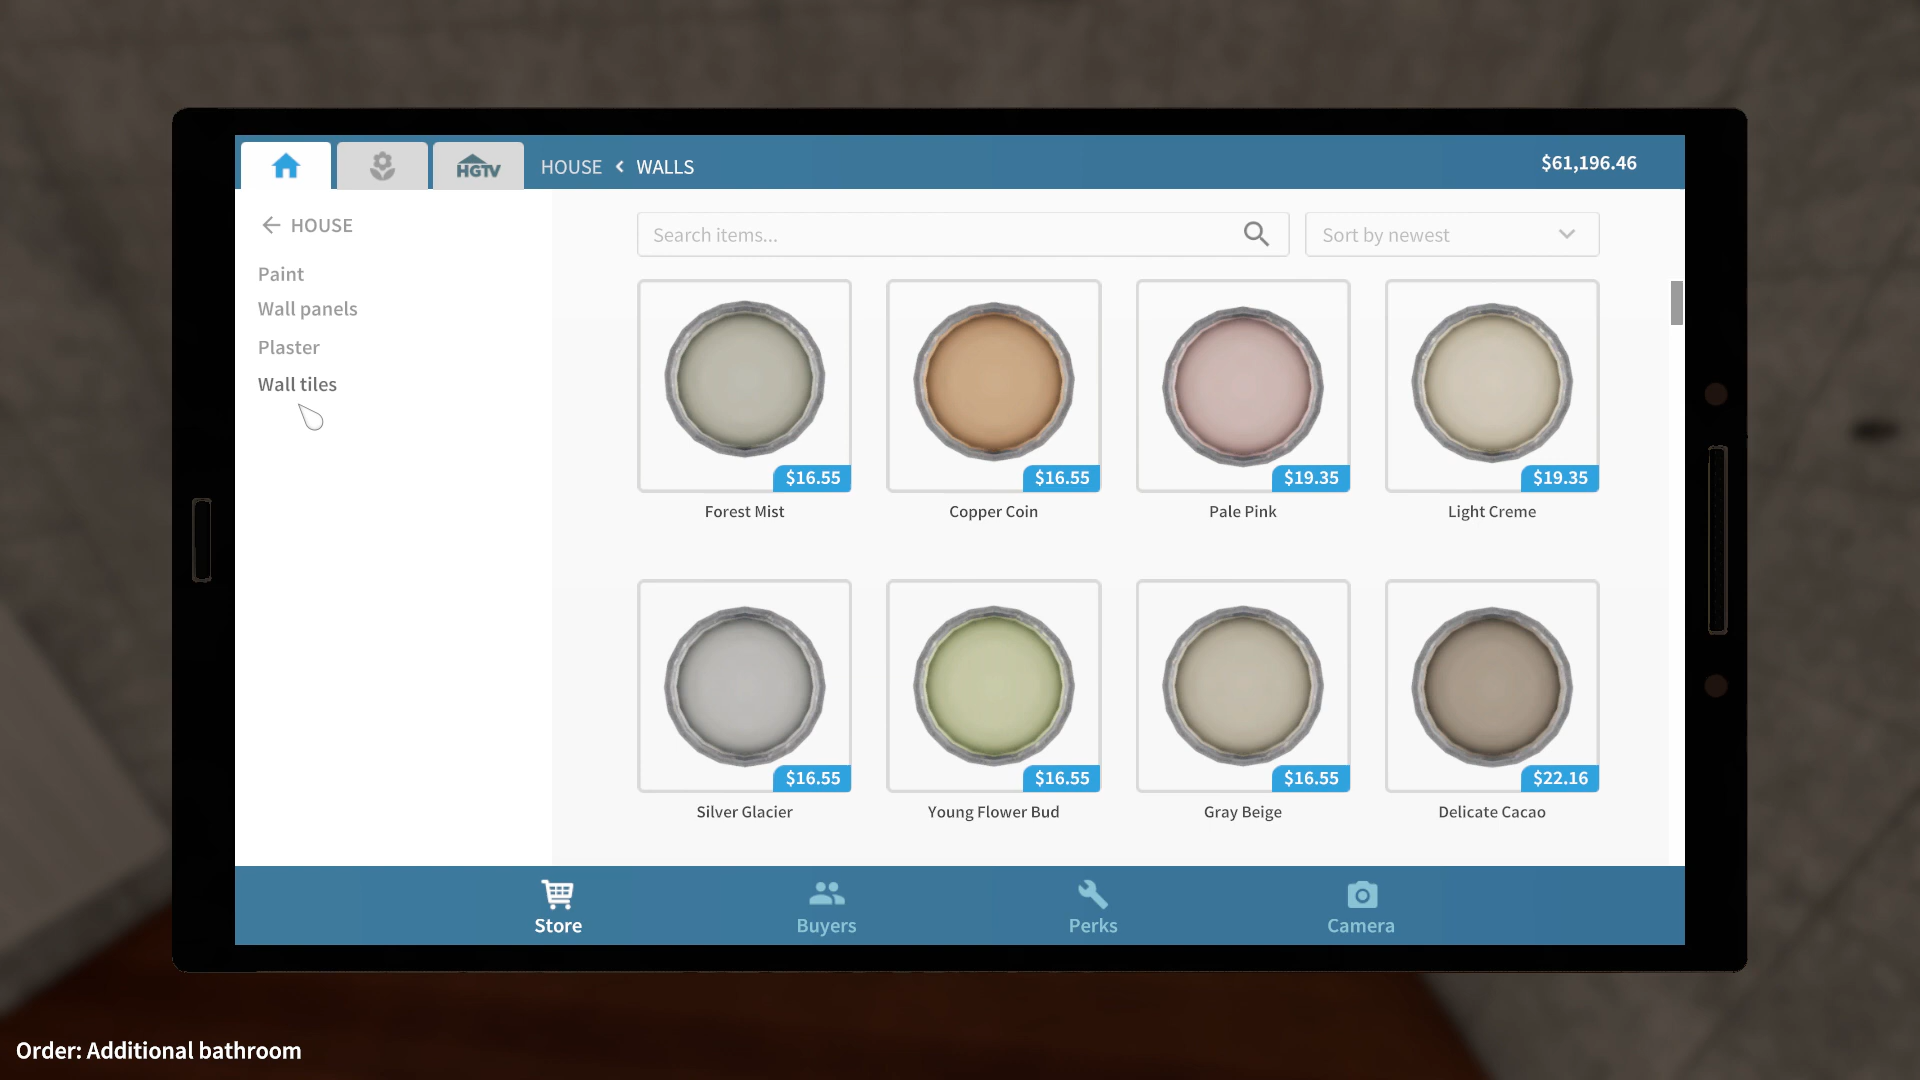 HGTV
HOUSE < WALLS
$61,196.46
← HOUSE
Paint
Wall panels
Plaster
Wall tiles
Search items...
Sort by newest
$16.55
$16.55
$19.35
$19.35
Forest Mist
Copper Coin
Pale Pink
Light Creme
$16.55
$16.55
$16.55
$22.16
Silver Glacier
Young Flower Bud
Gray Beige
Delicate Cacao
Store
Buyers
Perks
Camera
Order: Additional bathroom